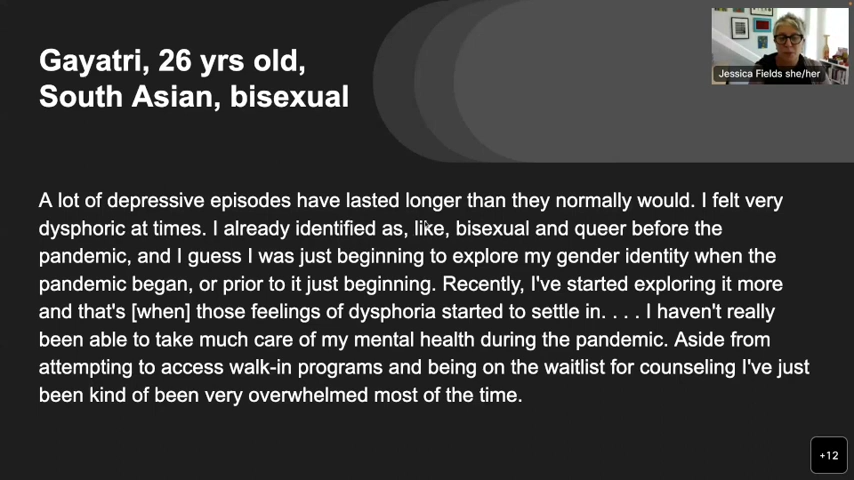 Gayatri, 26 yrs old,
South Asian, bisexual
Jessica Fields she/her
A lot of depressive episodes have lasted longer than they normally would. I felt very
dysphoric at times. I already identified as, like, bisexual and queer before the
pandemic, and I guess I was just beginning to explore my gender identity when the
pandemic began, or prior to it just beginning. Recently, I've started exploring it more
and that's [when] those feelings of dysphoria started to settle in. . . . I haven't really
been able to take much care of my mental health during the pandemic. Aside from
attempting to access walk-in programs and being on the waitlist for counseling I've just
been kind of been very overwhelmed most of the time.
+12